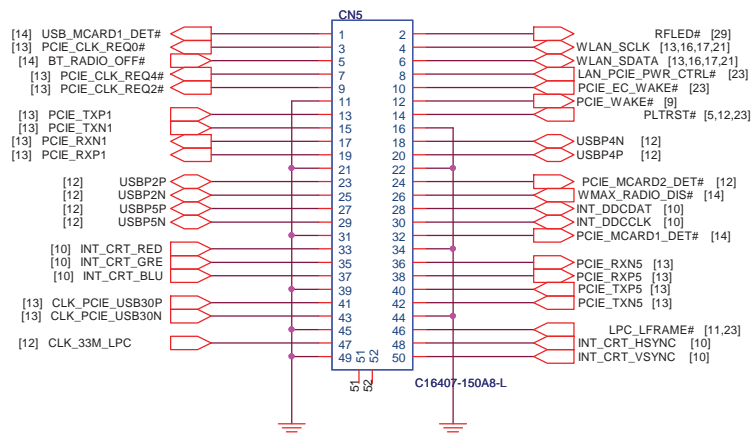 CN5
[14] USB_MCARD1_DET# 1 2 RFLED# [29]
[13] PCIE_CLK_REQ0# 3 4 WLAN_SCLK [13,16,17,21]
[14] BT_RADIO_OFF# 5 6 WLAN_SDATA [13,16,17,21]
[13] PCIE_CLK_REQ4# 7 8 LAN_PCIE_PWR_CTRL# [23]
[13] PCIE_CLK_REQ2# 9 10 PCIE_EC_WAKE# [23]
11 12 PCIE_WAKE# [9]
[13] PCIE_TXP1 13 14 PLTRST# [5,12,23]
[13] PCIE_TXN1 15 16
[13] PCIE_RXN1 17 18 USBP4N [12]
[13] PCIE_RXP1 19 20 USBP4P [12]
21 22
[12] USBP2P 23 24 PCIE_MCARD2_DET# [12]
[12] USBP2N 25 26 WMAX_RADIO_DIS# [14]
[12] USBP5P 27 28 INT_DDCDAT [10]
[12] USBP5N 29 30 INT_DDCCLK [10]
31 32 PCIE_MCARD1_DET# [14]
[10] INT_CRT_RED 33 34
[10] INT_CRT_GRE 35 36 PCIE_RXN5 [13]
[10] INT_CRT_BLU 37 38 PCIE_RXP5 [13]
39 40 PCIE_TXP5 [13]
[13] CLK_PCIE_USB30P 41 42 PCIE_TXN5 [13]
[13] CLK_PCIE_USB30N 43 44
45 46 LPC_LFRAME# [11,23]
[12] CLK_33M_LPC 47 48 INT_CRT_HSYNC [10]
49 51 52 50 INT_CRT_VSYNC [10]
51 52 C16407-150A8-L